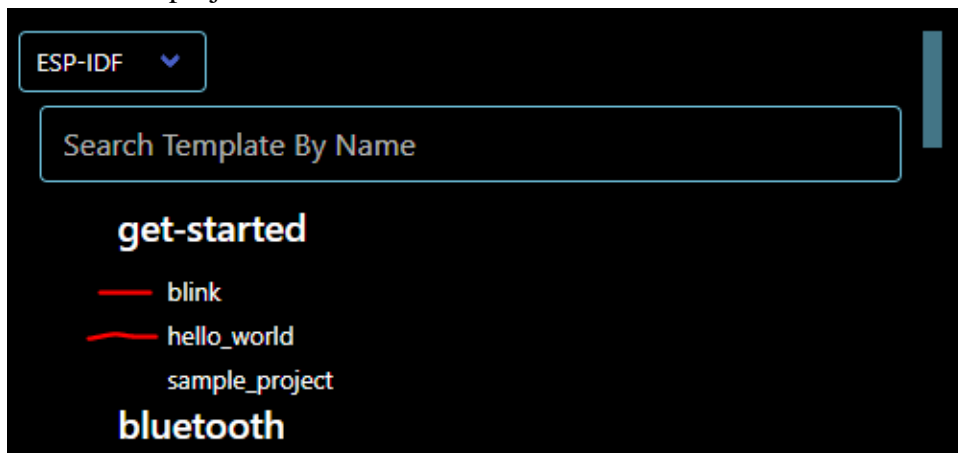 ESP-IDF
Search Template By Name
get-started
blink
hello_world
sample_project
bluetooth